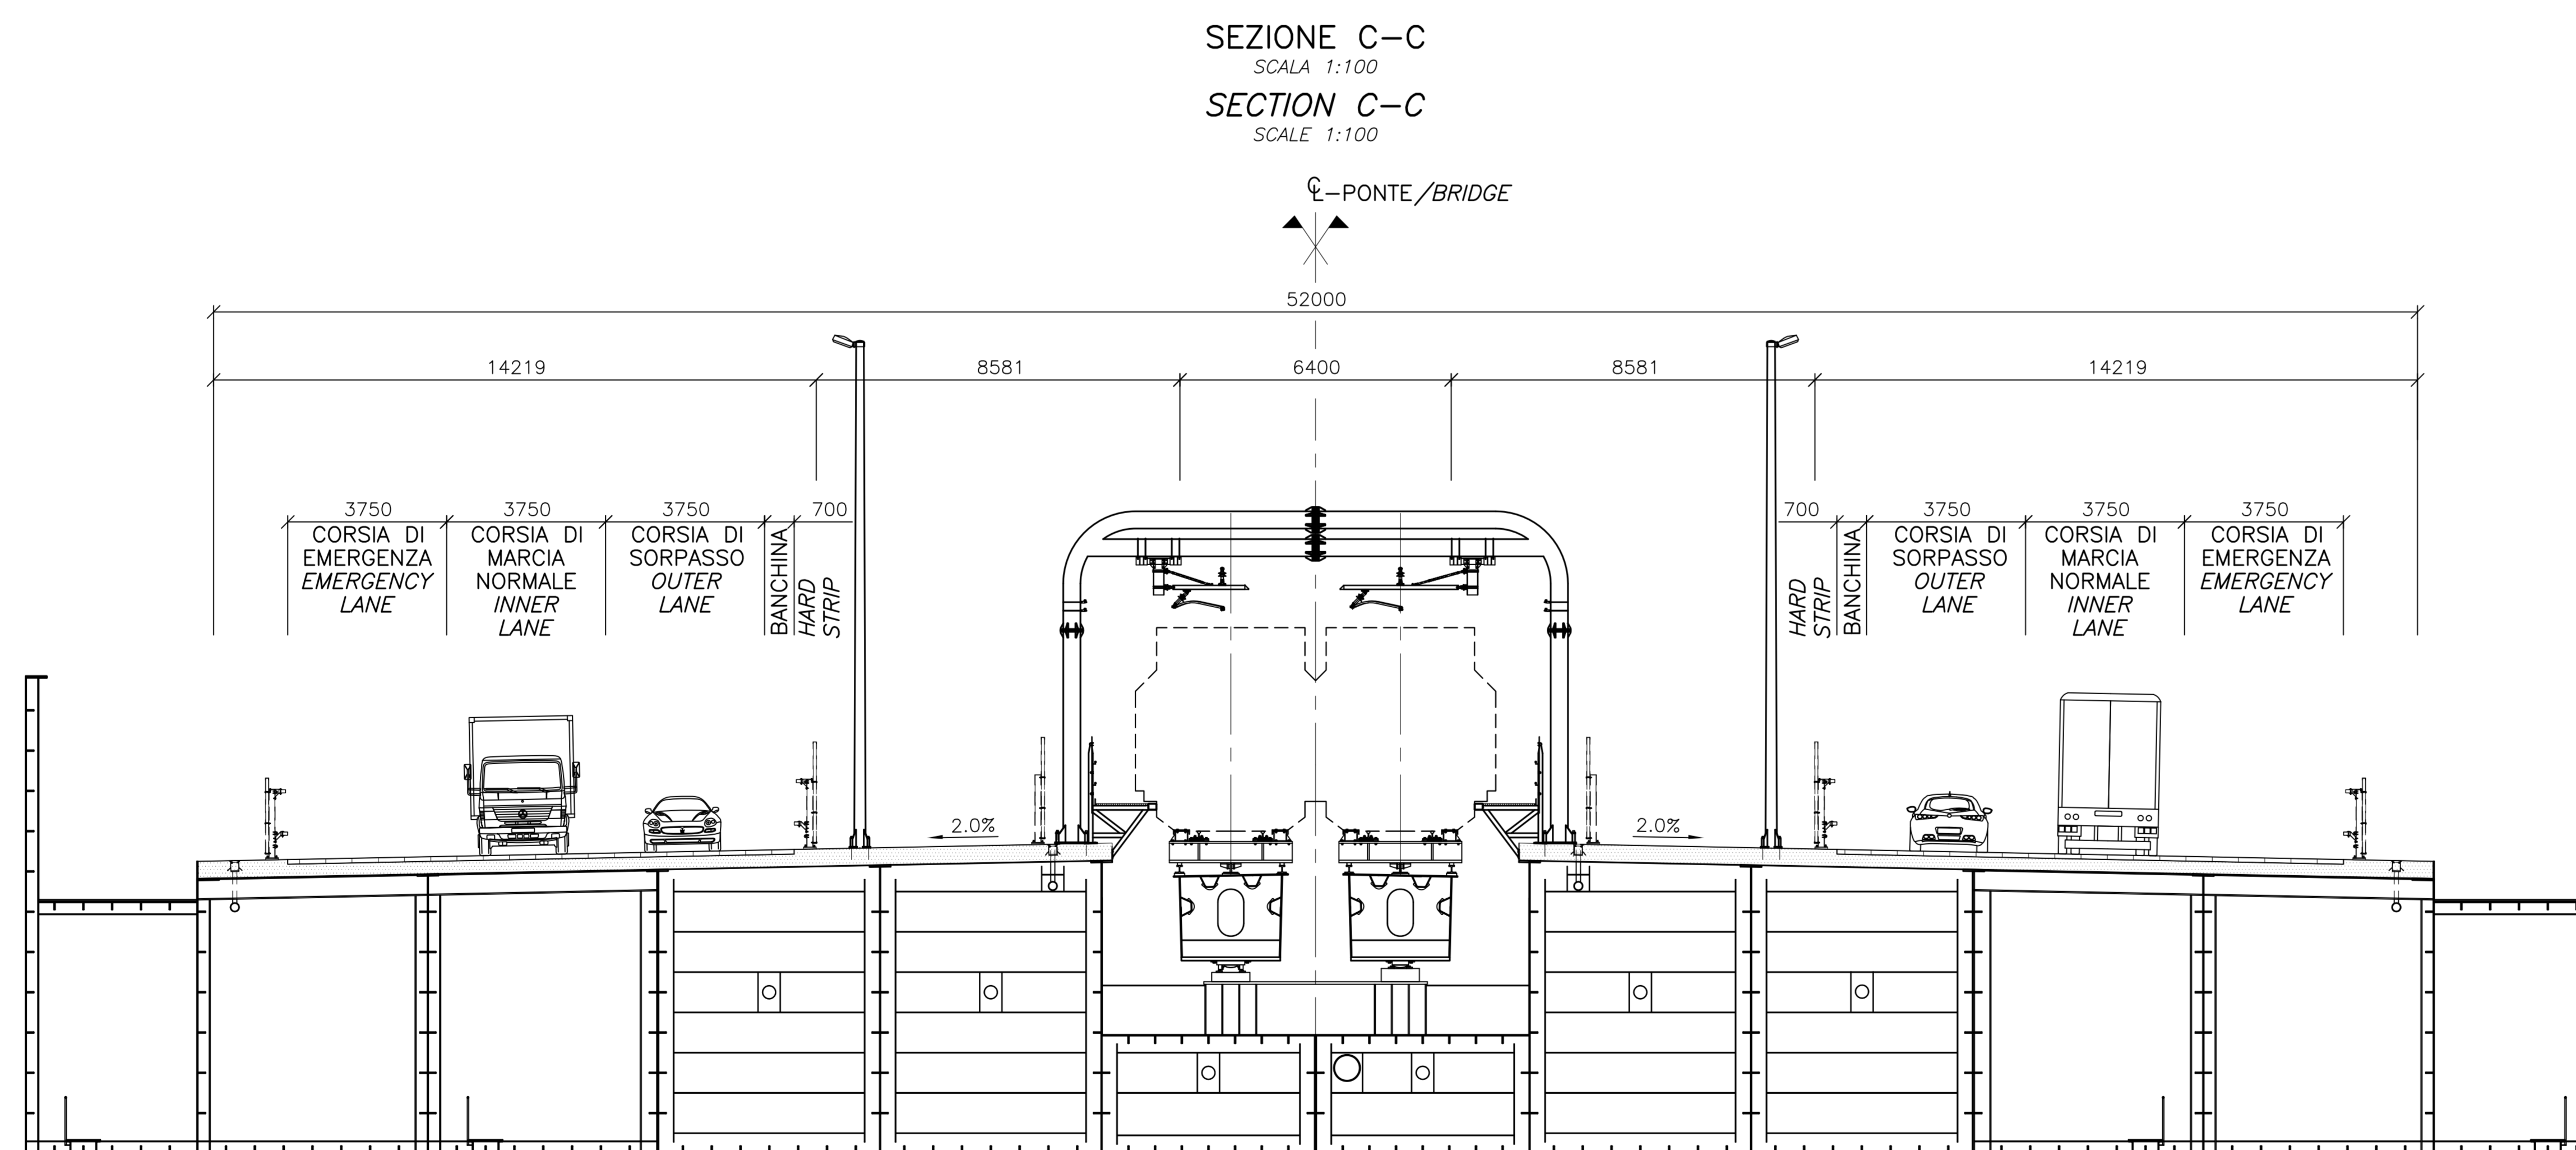 SEZIONE C-C
SCALA 1:100
SECTION C-C
SCALE 1:100
℄-PONTE/BRIDGE
52000
14219 8581 6400 8581 14219
3750 3750 3750 700
CORSIA DI
EMERGENZA
EMERGENCY
LANE
CORSIA DI
MARCIA
NORMALE
INNER
LANE
CORSIA DI
SORPASSO
OUTER
LANE
BANCHINA
HARD
STRIP
700 3750 3750 3750
HARD
STRIP
BANCHINA
CORSIA DI
SORPASSO
OUTER
LANE
CORSIA DI
MARCIA
NORMALE
INNER
LANE
CORSIA DI
EMERGENZA
EMERGENCY
LANE
2.0%
2.0%